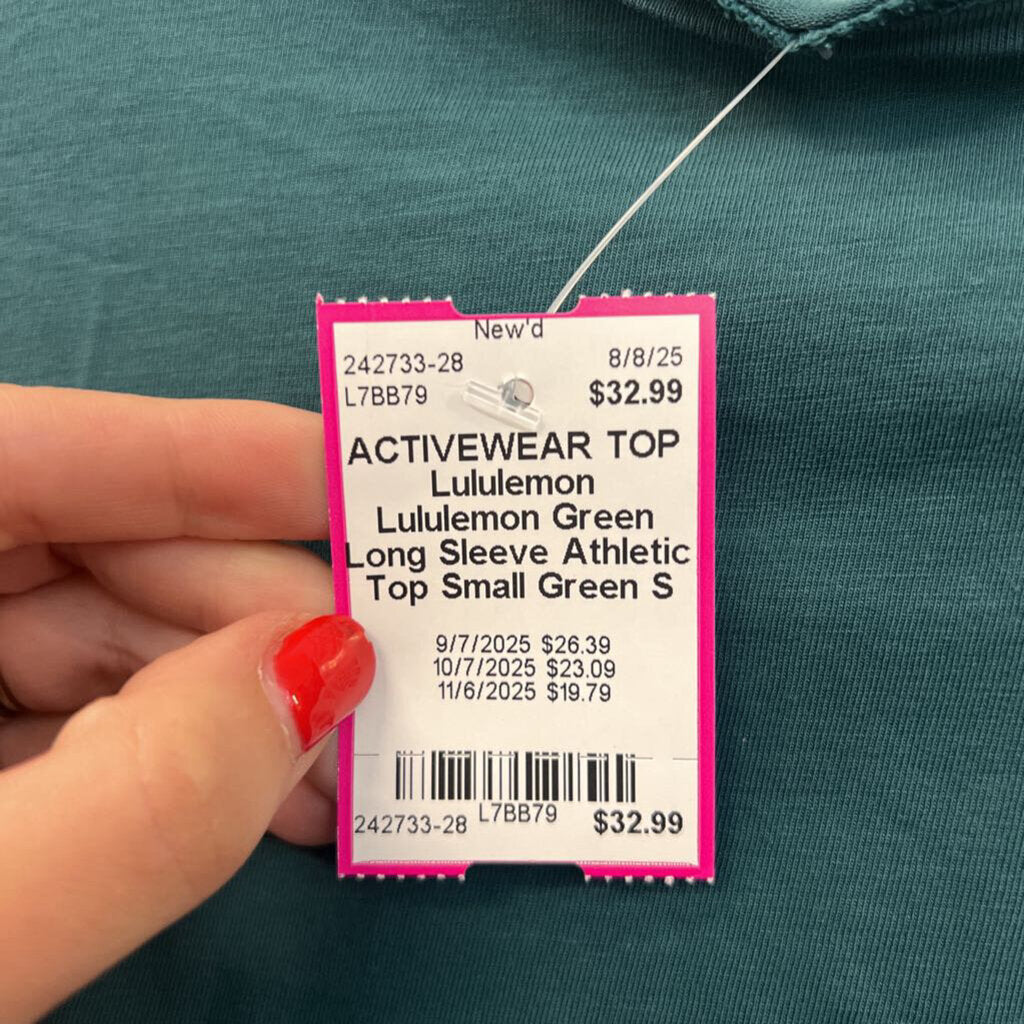 New'd
242733-28 8/8/25
L7BB79 $32.99
ACTIVEWEAR TOP
Lululemon
Lululemon Green
Long Sleeve Athletic
Top Small Green S
9/7/2025 $26.39
10/7/2025 $23.09
11/6/2025 $19.79
L7BB79
242733-28 $32.99